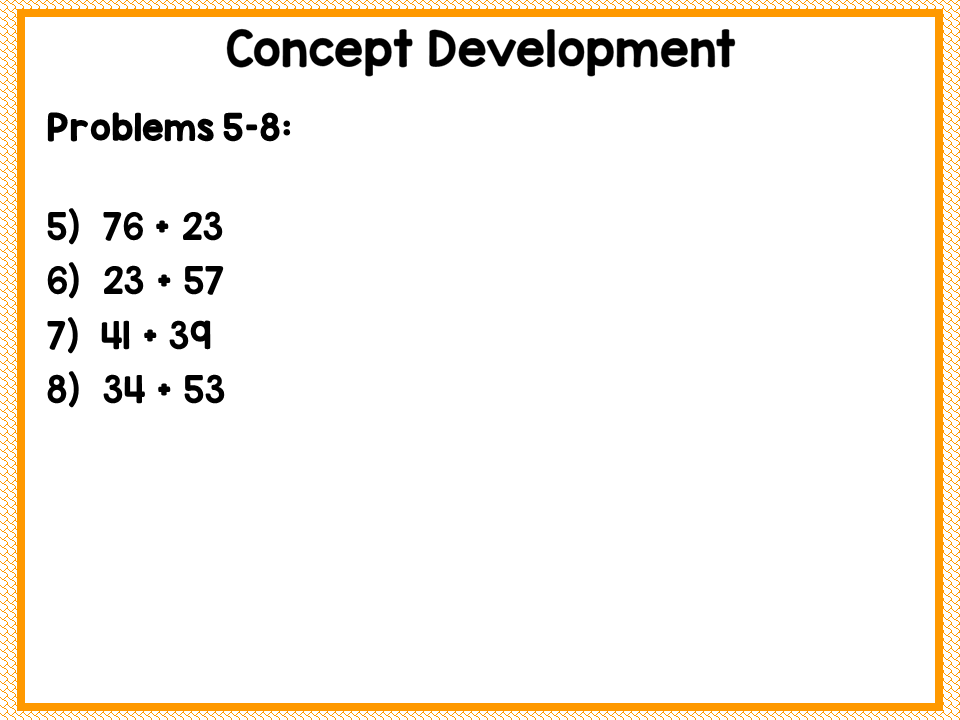 Concept Development
Problems 5-8:
5) 76 + 23
6) 23 + 57
7) 41 + 39
8) 34 + 53